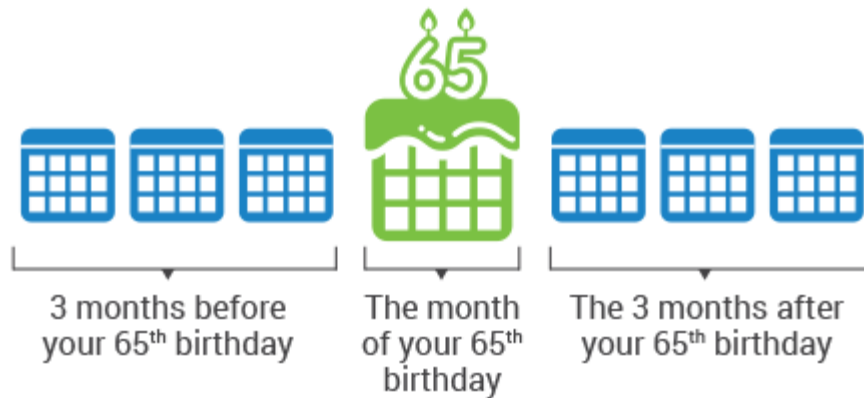 65
3 months before
your 65th birthday
The month
of your 65th
birthday
The 3 months after
your 65th birthday